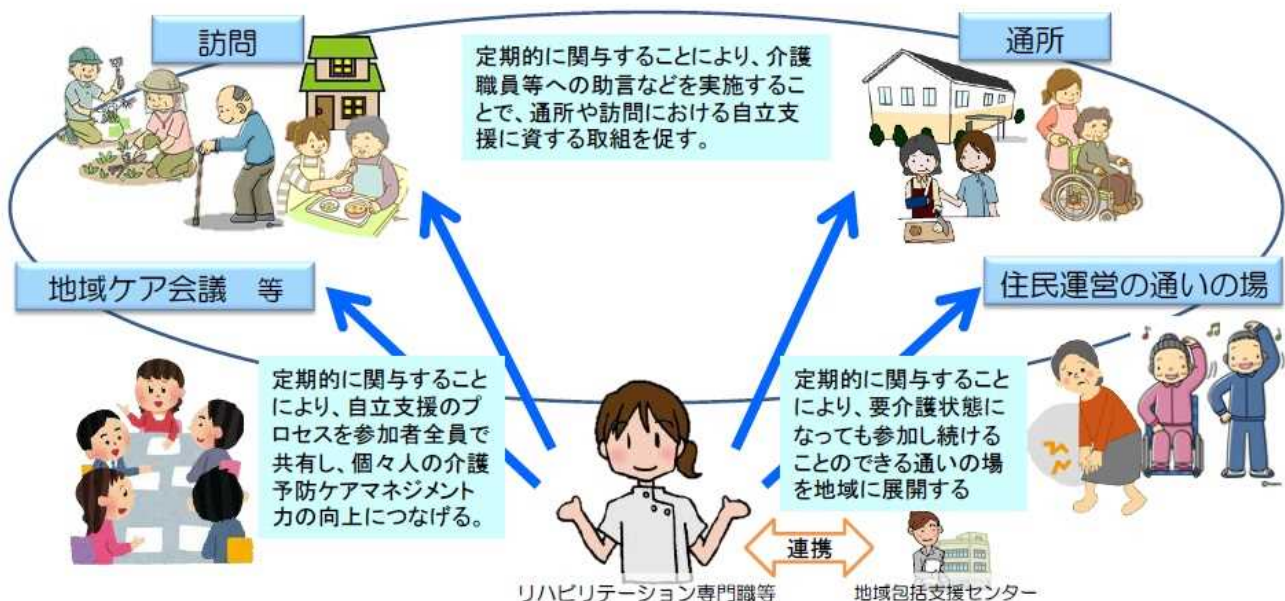 訪問
定期的に関与することにより、介護
職員等への助言などを実施するこ
とで、通所や訪問における自立支
援に資する取組を促す。
通所
地域ケア会議　等
住民運営の通いの場
定期的に関与すること
により、自立支援のプ
ロセスを参加者全員で
共有し、個々人の介護
予防ケアマネジメント
力の向上につなげる。
定期的に関与すること
により、要介護状態に
なっても参加し続ける
ことのできる通いの場
を地域に展開する
連携
リハビリテーション専門職等
地域包括支援センター